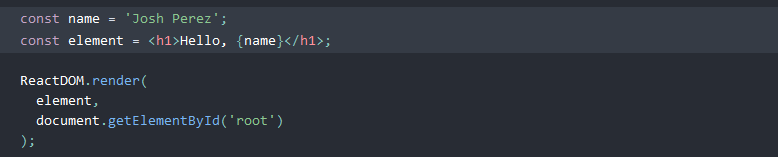 const name = 'Josh Perez';
const element = <h1>Hello, {name}</h1>;
ReactDOM.render(
element,
document.getElementById('root')
);